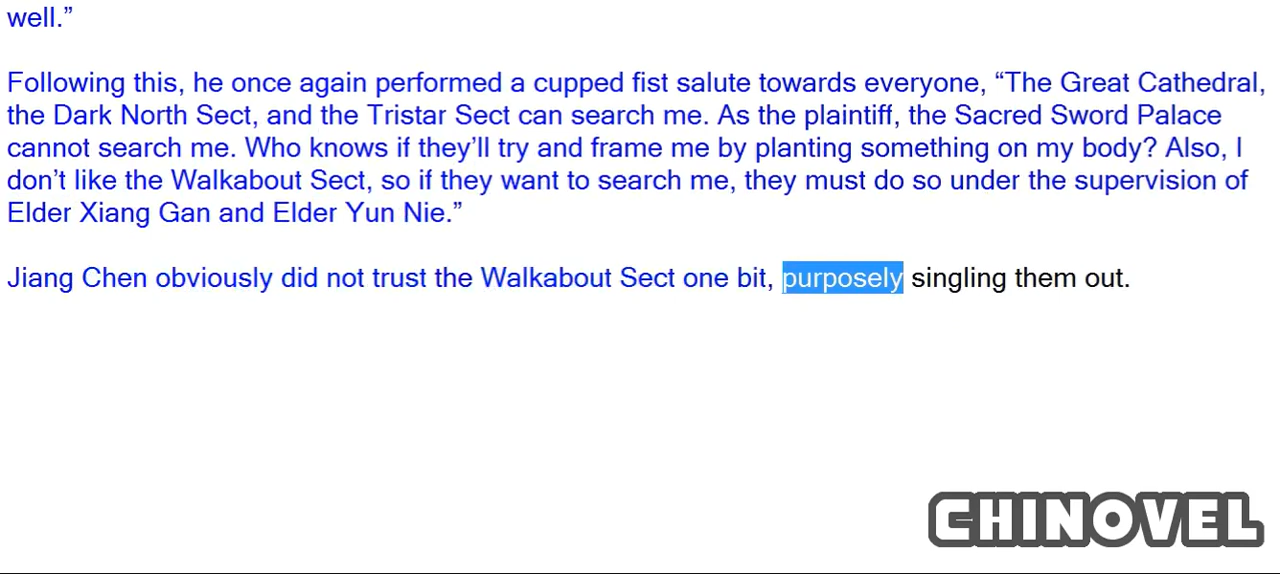 well.”
Following this, he once again performed a cupped fist salute towards everyone, “The Great Cathedral,
the Dark North Sect, and the Tristar Sect can search me. As the plaintiff, the Sacred Sword Palace
cannot search me. Who knows if they’ll try and frame me by planting something on my body? Also, I
don’t like the Walkabout Sect, so if they want to search me, they must do so under the supervision of
Elder Xiang Gan and Elder Yun Nie.”
Jiang Chen obviously did not trust the Walkabout Sect one bit, purposely singling them out.
CHINOVEL